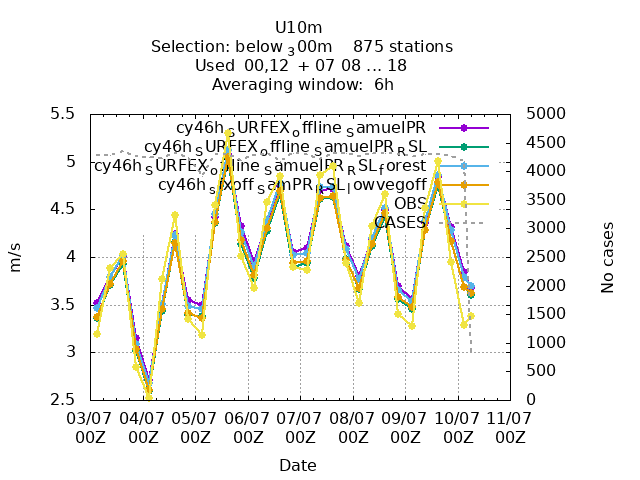 U10m
Selection: below 300m 875 stations
Used 00,12 + 07 08 ... 18
Averaging window: 6h
cy46h_SURFEX_offline_SamuelPR
cy46h_SURFEX_offline_SamuelPR_RSL
cy46h_SURFEX_offline_SamuelPR_RSL_forest
cy46h_sfxoff_SamPR_RSL_lowvegoff
OBS
CASES
5.5
5
4.5
4
3.5
3
2.5
m/s
5000
4500
4000
3500
3000
2500
2000
1500
1000
500
0
No cases
03/07 04/07 05/07 06/07 07/07 08/07 09/07 10/07 11/07
00Z 00Z 00Z 00Z 00Z 00Z 00Z 00Z 00Z
Date